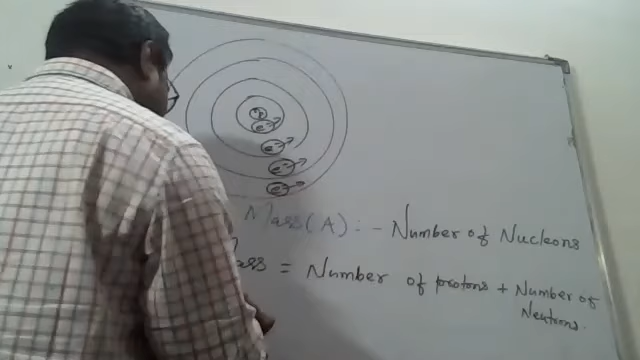 Mass(A) :- Number of Nucleons
= Number of protons + Number of
Neutrons.